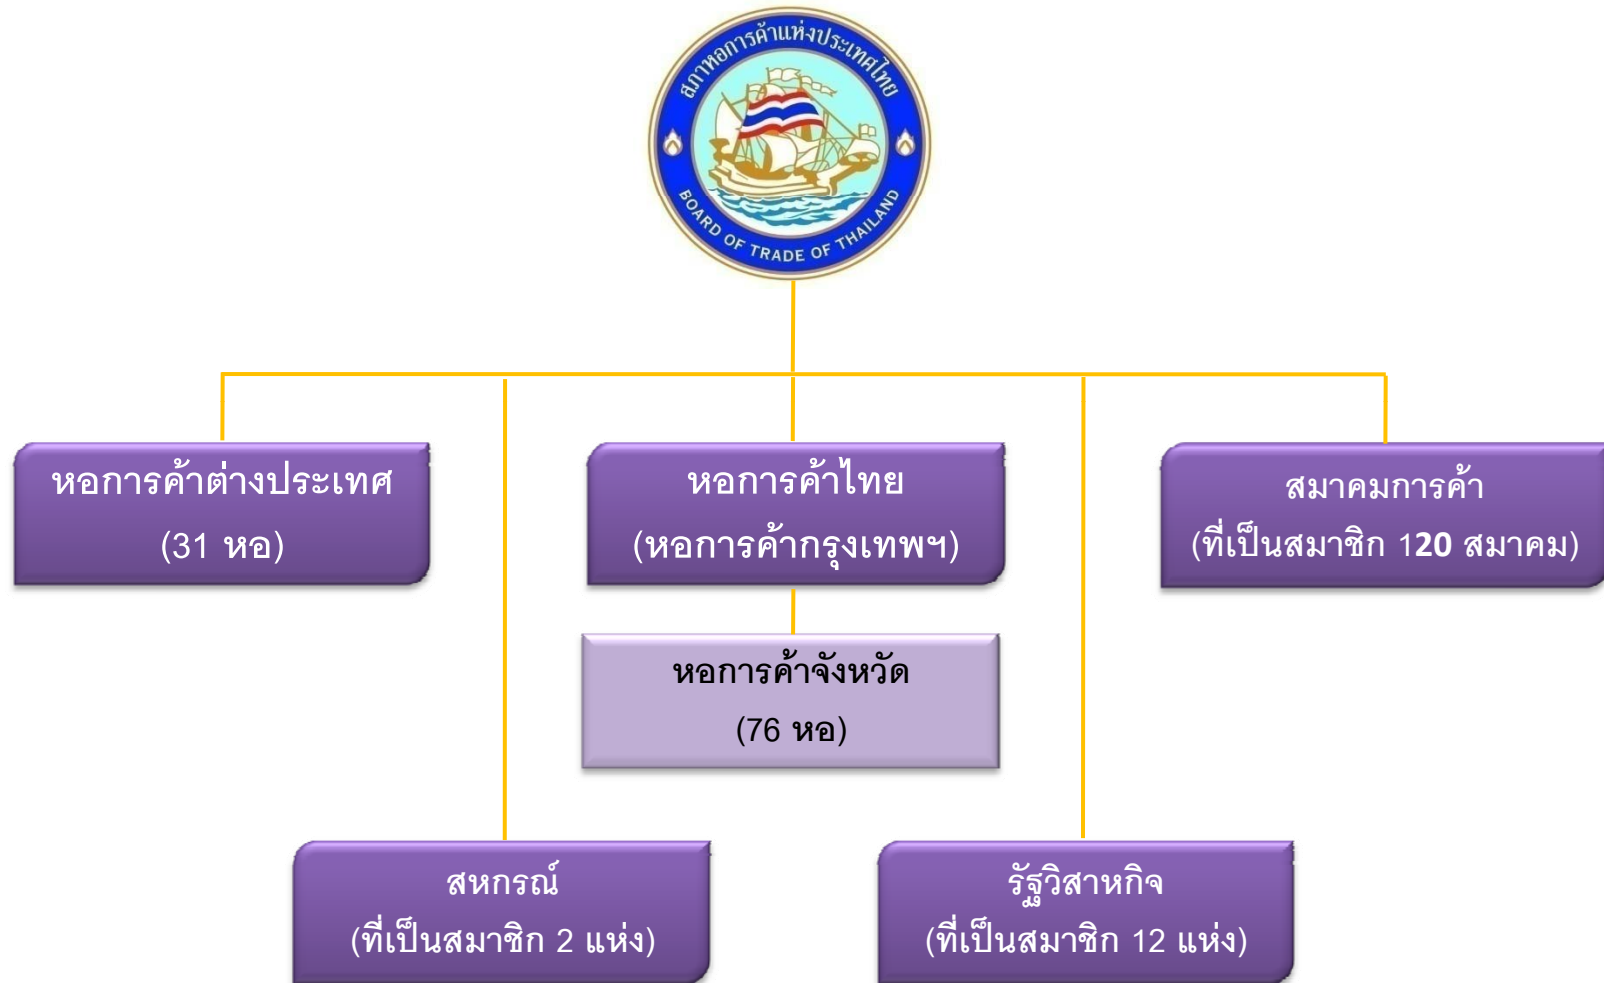 สภาหอการค้าแห่งประเทศไทย
BOARD OF TRADE OF THAILAND
หอการค้าต่างประเทศ
(31 หอ)
หอการค้าไทย
(หอการค้ากรุงเทพฯ)
สมาคมการค้า
(ที่เป็นสมาชิก 120 สมาคม)
หอการค้าจังหวัด
(76 หอ)
สหกรณ์
(ที่เป็นสมาชิก 2 แห่ง)
รัฐวิสาหกิจ
(ที่เป็นสมาชิก 12 แห่ง)